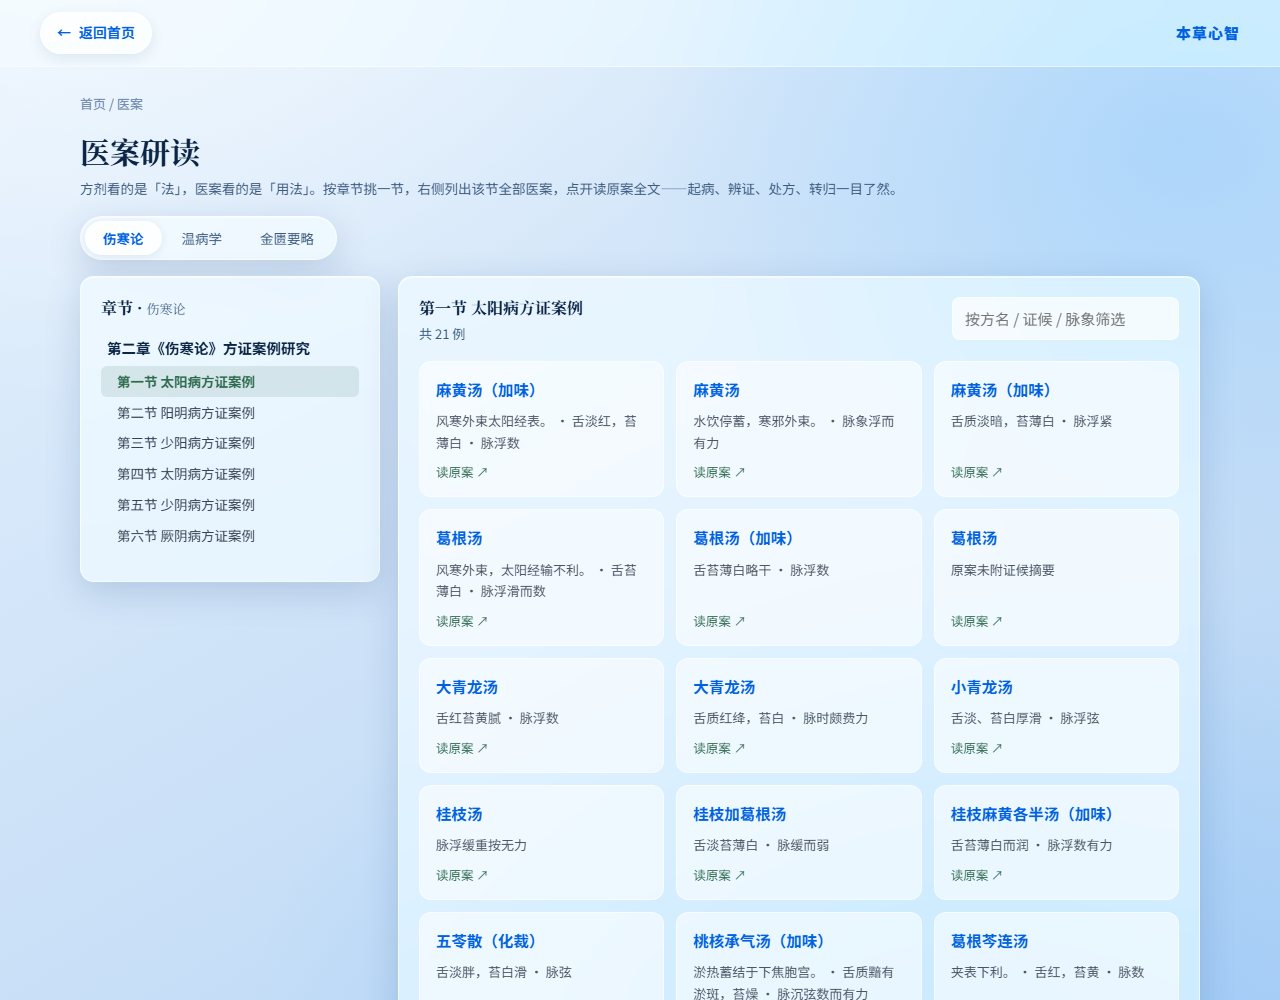 ← 返回首页
本草心智
首页 / 医案
医案研读
方剂看的是「法」，医案看的是「用法」。按章节挑一节，右侧列出该节全部医案，点开读原案全文——起病、辨证、处方、转归一目了然。
伤寒论
温病学
金匮要略
章节 · 伤寒论
第二章《伤寒论》方证案例研究
第一节 太阳病方证案例
第二节 阳明病方证案例
第三节 少阳病方证案例
第四节 太阴病方证案例
第五节 少阴病方证案例
第六节 厥阴病方证案例
第一节 太阳病方证案例
共 21 例
按方名 / 证候 / 脉象筛选
麻黄汤（加味）
风寒外束太阳经表。 · 舌淡红，苔
薄白 · 脉浮数
读原案 ↗
麻黄汤
水饮停蓄，寒邪外束。 · 脉象浮而
有力
读原案 ↗
麻黄汤（加味）
舌质淡暗，苔薄白 · 脉浮紧
读原案 ↗
葛根汤
风寒外束，太阳经输不利。 · 舌苔
薄白 · 脉浮滑而数
读原案 ↗
葛根汤（加味）
舌苔薄白略干 · 脉浮数
读原案 ↗
葛根汤
原案未附证候摘要
读原案 ↗
大青龙汤
舌红苔黄腻 · 脉浮数
读原案 ↗
大青龙汤
舌质红绛，苔白 · 脉时颇费力
读原案 ↗
小青龙汤
舌淡、苔白厚滑 · 脉浮弦
读原案 ↗
桂枝汤
脉浮缓重按无力
读原案 ↗
桂枝加葛根汤
舌淡苔薄白 · 脉缓而弱
读原案 ↗
桂枝麻黄各半汤（加味）
舌苔薄白而润 · 脉浮数有力
读原案 ↗
五苓散（化裁）
舌淡胖，苔白滑 · 脉弦
桃核承气汤（加味）
淤热蓄结于下焦胞宫。 · 舌质黯有
淤斑，苔燥 · 脉沉弦数而有力
葛根芩连汤
夹表下利。 · 舌红，苔黄 · 脉数